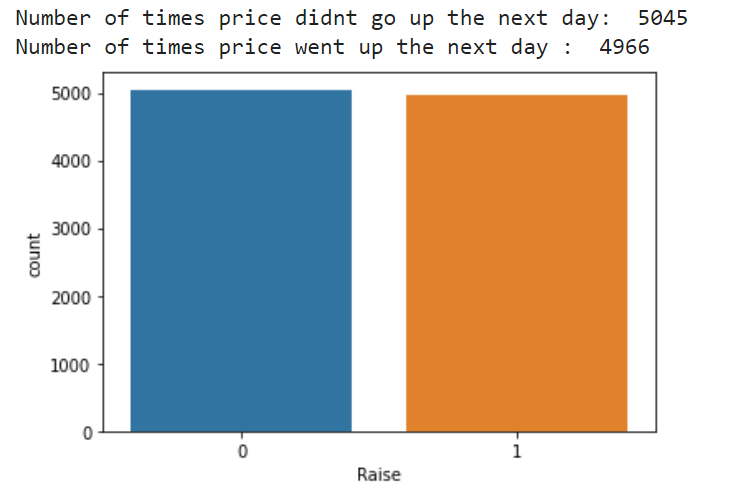 Number of times price didnt go up the next day:  5045
Number of times price went up the next day :  4966
5000
4000
3000
2000
1000
0
count
0 1
Raise